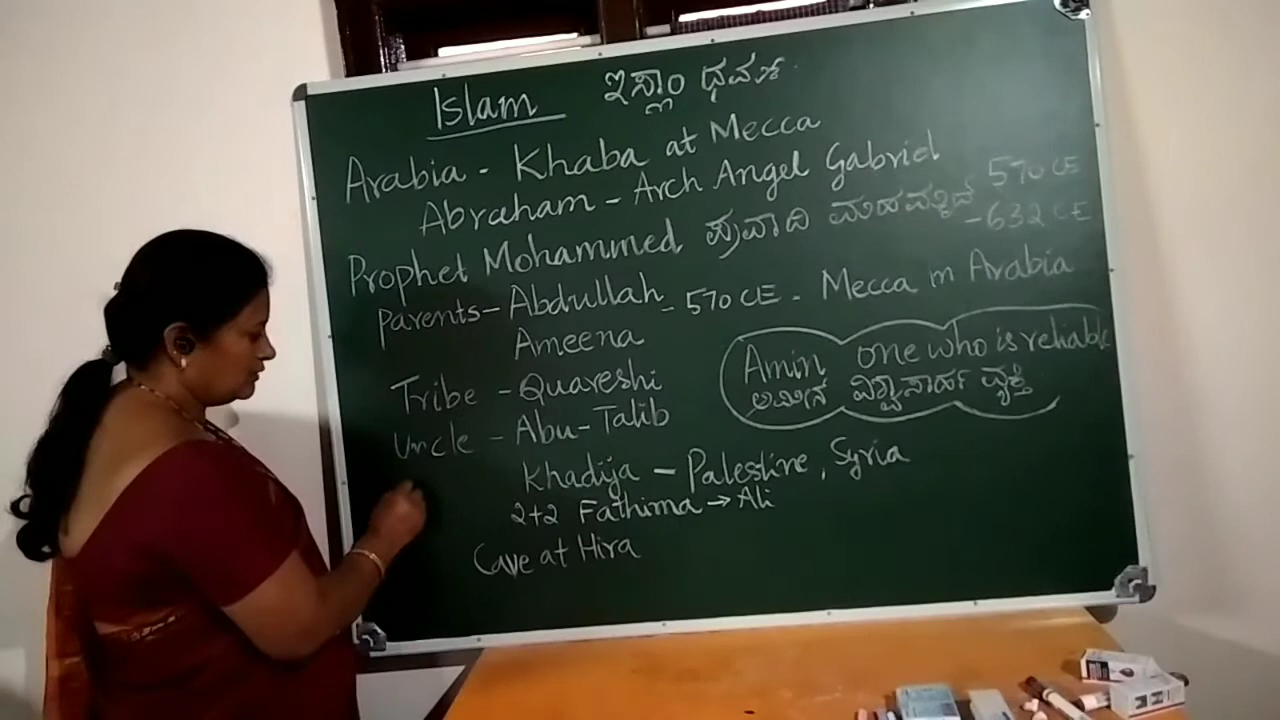 Islam ಇಸ್ಲಾಂ ಧರ್ಮ
Arabia - Khaba at Mecca
Abraham - Arch Angel Gabriel
Prophet Mohammed ಪ್ರವಾದಿ ಮಹಮ್ಮದ್ 570 CE
- 632 CE
Parents - Abdullah - 570 CE - Mecca in Arabia
Ameena
Tribe - Quareshi
Amin one who is reliable
ಅಮೀನ ವಿಶ್ವಾಸಾರ್ಹ ವ್ಯಕ್ತಿ
Uncle - Abu-Talib
Khadija - Palestine, Syria
2+2 Fathima → Ali
Cave at Hira